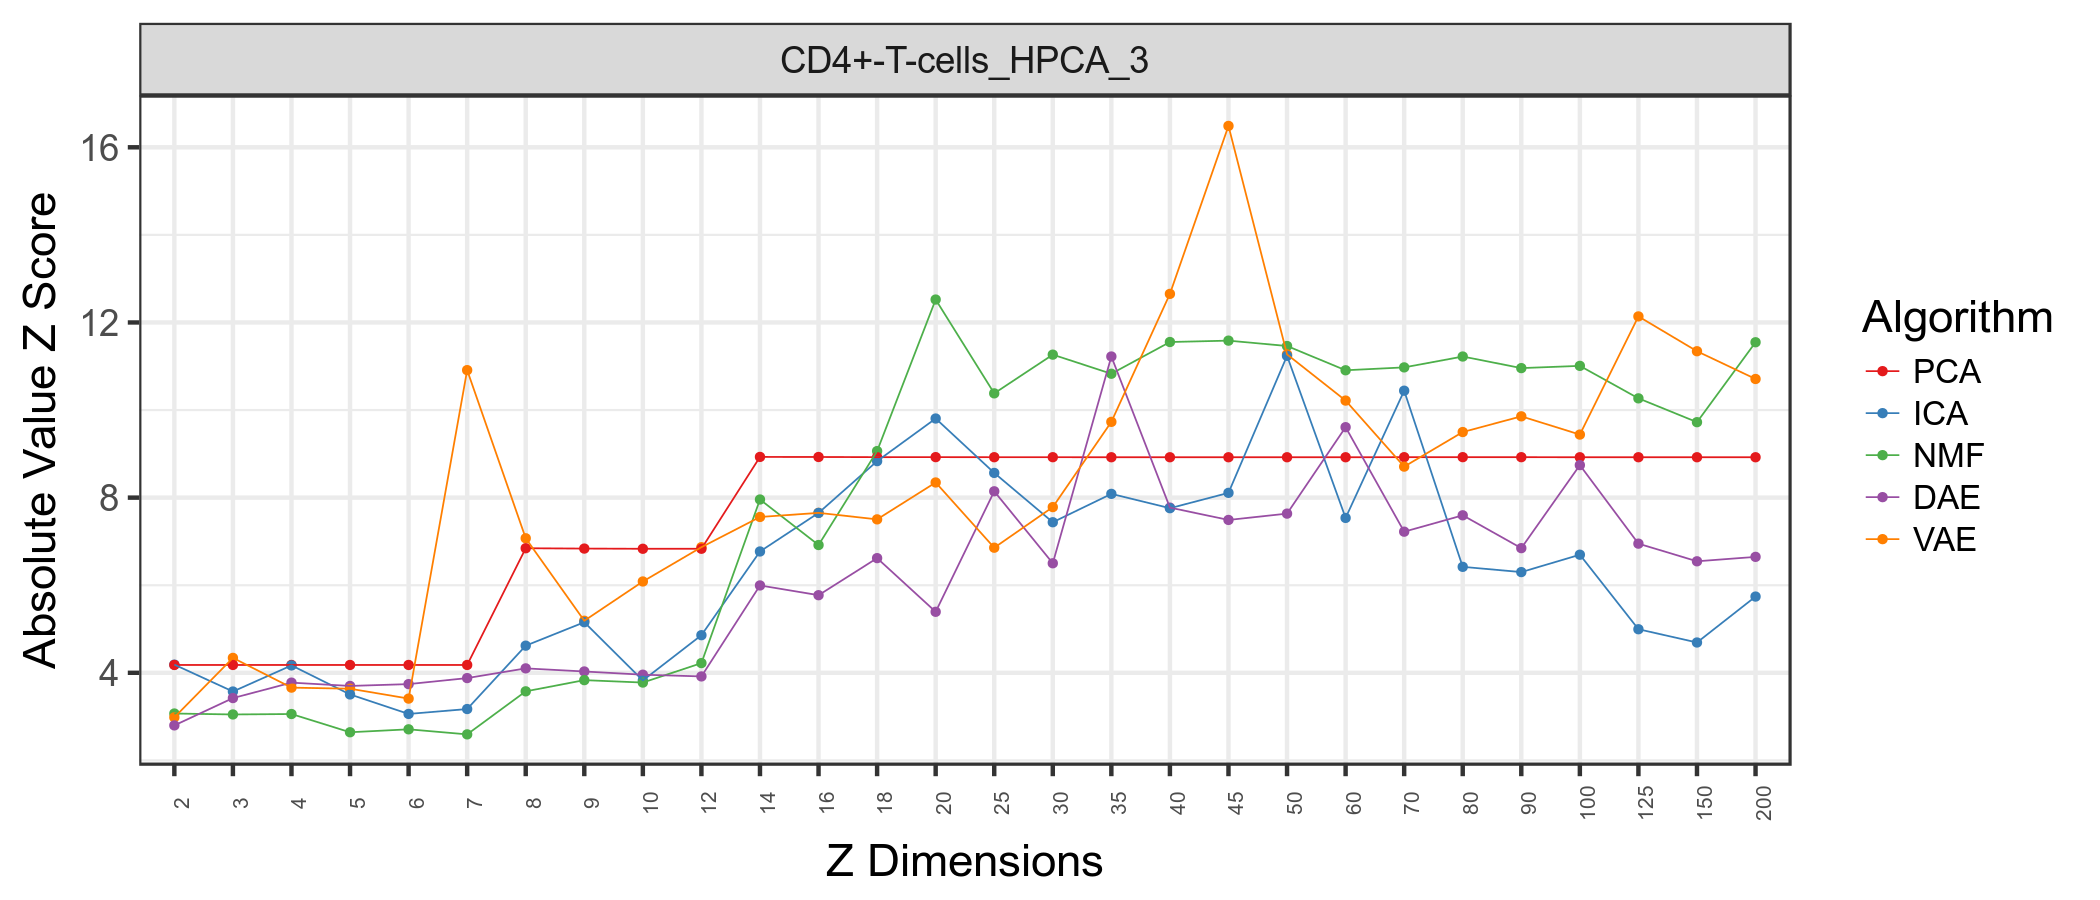 CD4+-T-cells_HPCA_3
Absolute Value Z Score
16
12
8
4
2 3 4 5 6 7 8 9 10 12 14 16 18 20 25 30 35 40 45 50 60 70 80 90 100 125 150 200
Z Dimensions
Algorithm
PCA
ICA
NMF
DAE
VAE